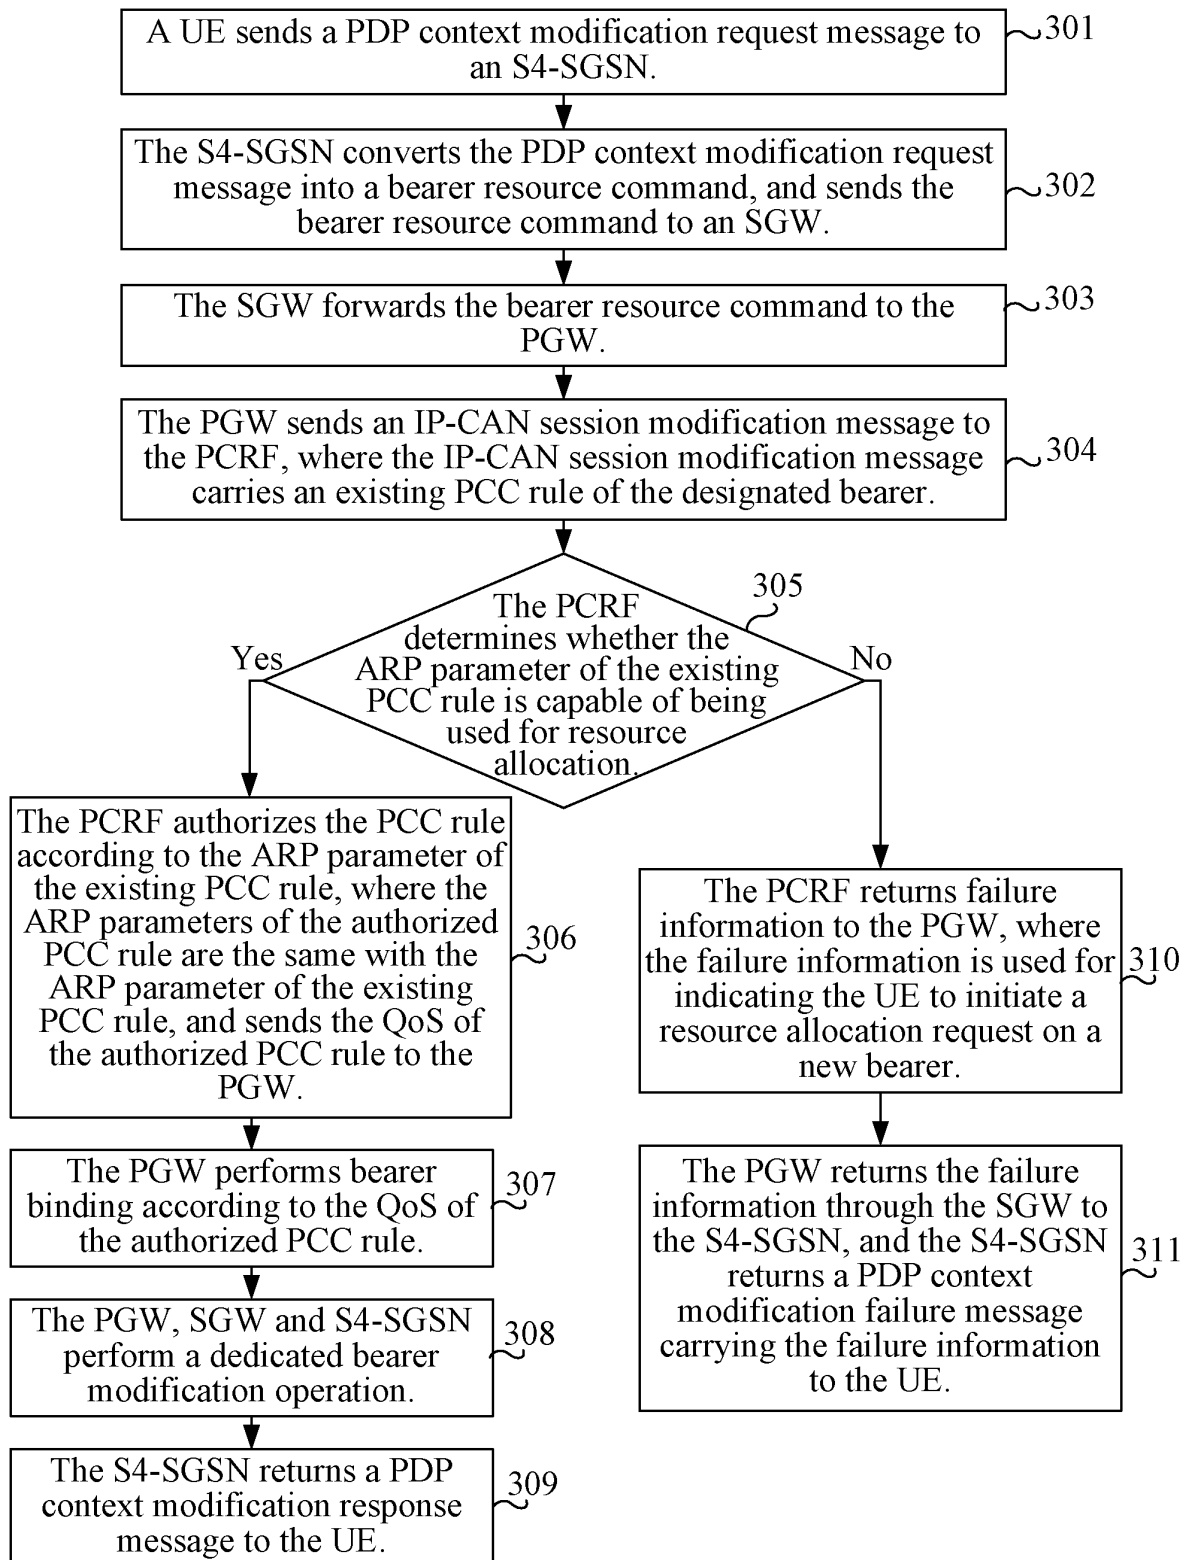 A UE sends a PDP context modification request message to
an S4-SGSN.
301
The S4-SGSN converts the PDP context modification request
message into a bearer resource command, and sends the
bearer resource command to an SGW.
302
The SGW forwards the bearer resource command to the
PGW.
303
The PGW sends an IP-CAN session modification message to
the PCRF, where the IP-CAN session modification message
carries an existing PCC rule of the designated bearer.
304
The PCRF
determines whether the
ARP parameter of the existing
PCC rule is capable of being
used for resource
allocation.
305
Yes
No
The PCRF authorizes the PCC rule
according to the ARP parameter of
the existing PCC rule, where the
ARP parameters of the authorized
PCC rule are the same with the
ARP parameter of the existing
PCC rule, and sends the QoS of
the authorized PCC rule to the
PGW.
306
The PGW performs bearer
binding according to the QoS of
the authorized PCC rule.
307
The PGW, SGW and S4-SGSN
perform a dedicated bearer
modification operation.
308
The S4-SGSN returns a PDP
context modification response
message to the UE.
309
The PCRF returns failure
information to the PGW, where
the failure information is used for
indicating the UE to initiate a
resource allocation request on a
new bearer.
310
The PGW returns the failure
information through the SGW to
the S4-SGSN, and the S4-SGSN
returns a PDP context
modification failure message
carrying the failure information
to the UE.
311